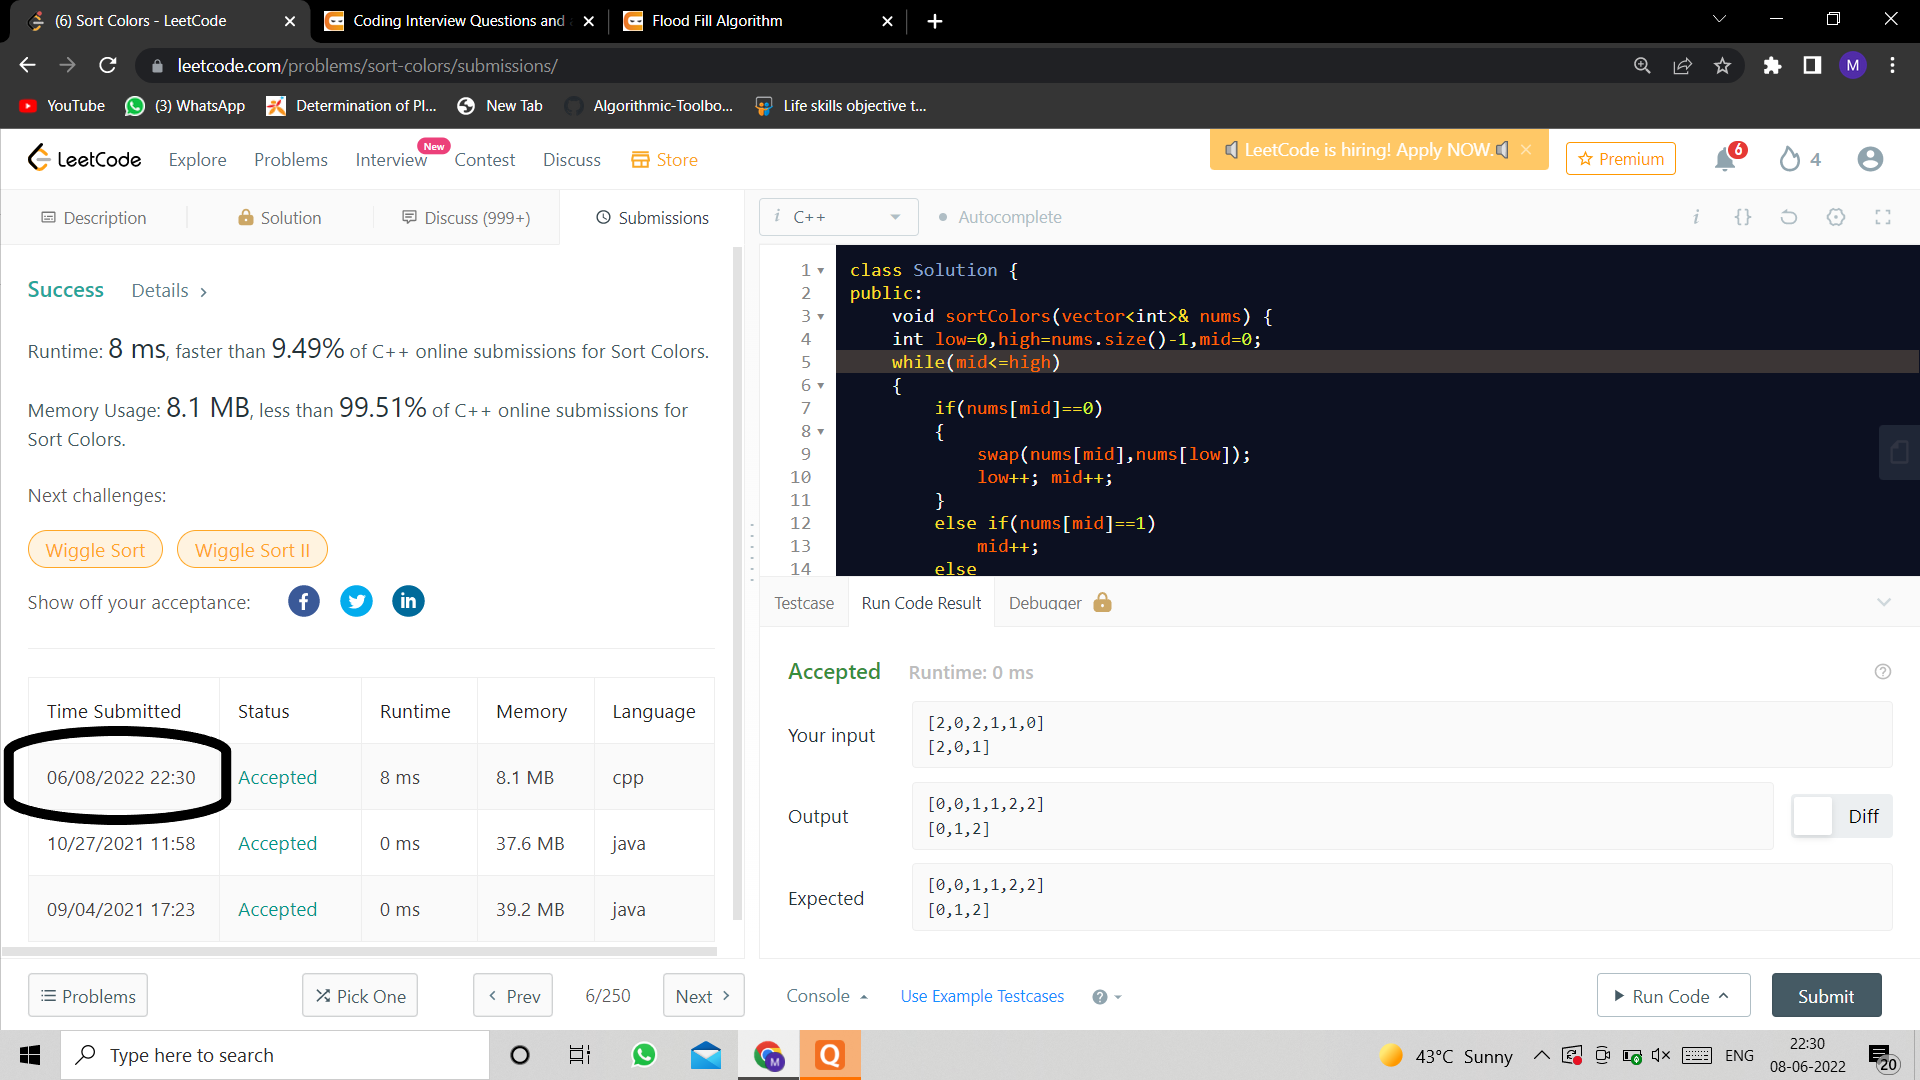 (6) Sort Colors - LeetCode
Coding Interview Questions and
Flood Fill Algorithm
leetcode.com/problems/sort-colors/submissions/
M
YouTube
(3) WhatsApp
Determination of Pl...
New Tab
Algorithmic-Toolbo...
Life skills objective t...
LeetCode
Explore
Problems
Interview
New
Contest
Discuss
Store
LeetCode is hiring! Apply NOW.
Premium
6
4
Description
Solution
Discuss (999+)
Submissions
Success
Details
Runtime: 8 ms, faster than 9.49% of C++ online submissions for Sort Colors.
Memory Usage: 8.1 MB, less than 99.51% of C++ online submissions for
Sort Colors.
Next challenges:
Wiggle Sort
Wiggle Sort II
Show off your acceptance:
Time Submitted Status Runtime Memory Language
06/08/2022 22:30 Accepted 8 ms 8.1 MB cpp
10/27/2021 11:58 Accepted 0 ms 37.6 MB java
09/04/2021 17:23 Accepted 0 ms 39.2 MB java
Problems
Pick One
Prev
6/250
Next
i C++
Autocomplete
i {}
1 class Solution {
2 public:
3 void sortColors(vector<int>& nums) {
4 int low=0,high=nums.size()-1,mid=0;
5 while(mid<=high)
6 {
7 if(nums[mid]==0)
8 {
9 swap(nums[mid],nums[low]);
10 low++; mid++;
11 }
12 else if(nums[mid]==1)
13 mid++;
14 else
Testcase
Run Code Result
Debugger
Accepted
Runtime: 0 ms
Your input
[2,0,2,1,1,0]
[2,0,1]
Output
[0,0,1,1,2,2]
[0,1,2]
Diff
Expected
[0,0,1,1,2,2]
[0,1,2]
Console
Use Example Testcases
Run Code
Submit
Type here to search
M
Q
43°C Sunny
ENG
22:30
08-06-2022
20